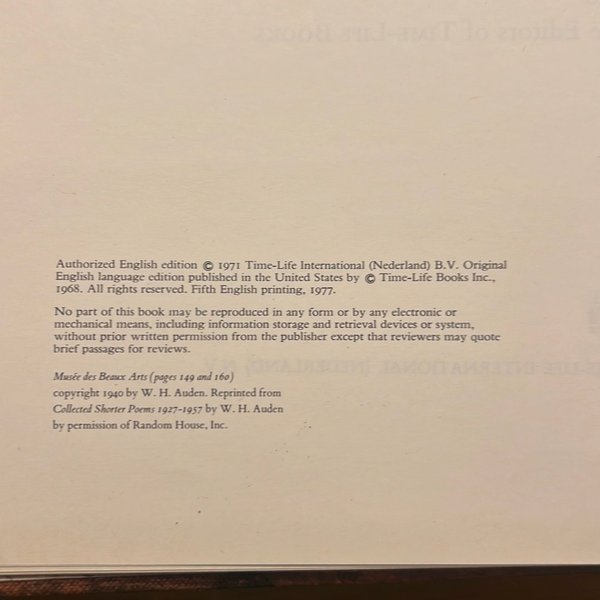 Editors of Time-Life Books
Authorized English edition © 1971 Time-Life International (Nederland) B.V. Original
English language edition published in the United States by © Time-Life Books Inc.,
1968. All rights reserved. Fifth English printing, 1977.
No part of this book may be reproduced in any form or by any electronic or
mechanical means, including information storage and retrieval devices or system,
without prior written permission from the publisher except that reviewers may quote
brief passages for reviews.
Musée des Beaux Arts (pages 149 and 160)
copyright 1940 by W. H. Auden. Reprinted from
Collected Shorter Poems 1927-1957 by W. H. Auden
by permission of Random House, Inc.